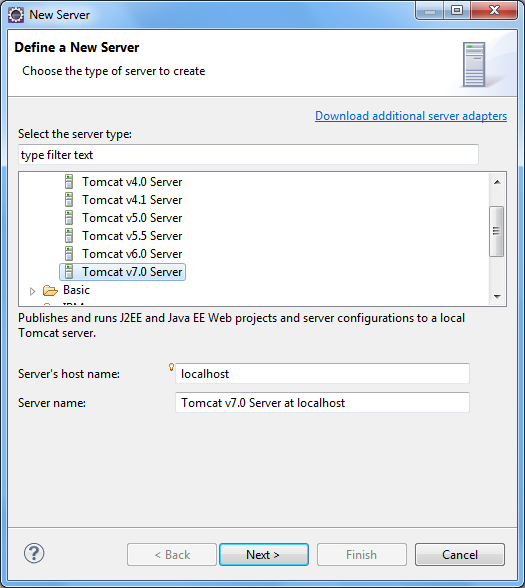 New Server
Define a New Server
Choose the type of server to create
Download additional server adapters
Select the server type:
type filter text
Tomcat v4.0 Server
Tomcat v4.1 Server
Tomcat v5.0 Server
Tomcat v5.5 Server
Tomcat v6.0 Server
Tomcat v7.0 Server
Basic
Publishes and runs J2EE and Java EE Web projects and server configurations to a local
Tomcat server.
Server's host name: localhost
Server name: Tomcat v7.0 Server at localhost
? < Back Next > Finish Cancel